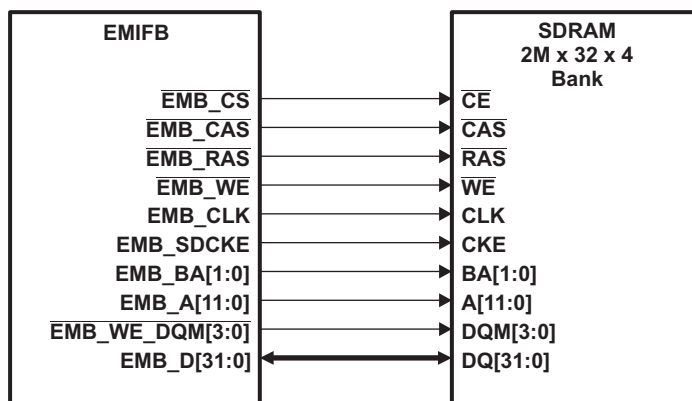 EMIFB
SDRAM
2M x 32 x 4
Bank
EMB_CS CE
EMB_CAS CAS
EMB_RAS RAS
EMB_WE WE
EMB_CLK CLK
EMB_SDCKE CKE
EMB_BA[1:0] BA[1:0]
EMB_A[11:0] A[11:0]
EMB_WE_DQM[3:0] DQM[3:0]
EMB_D[31:0] DQ[31:0]